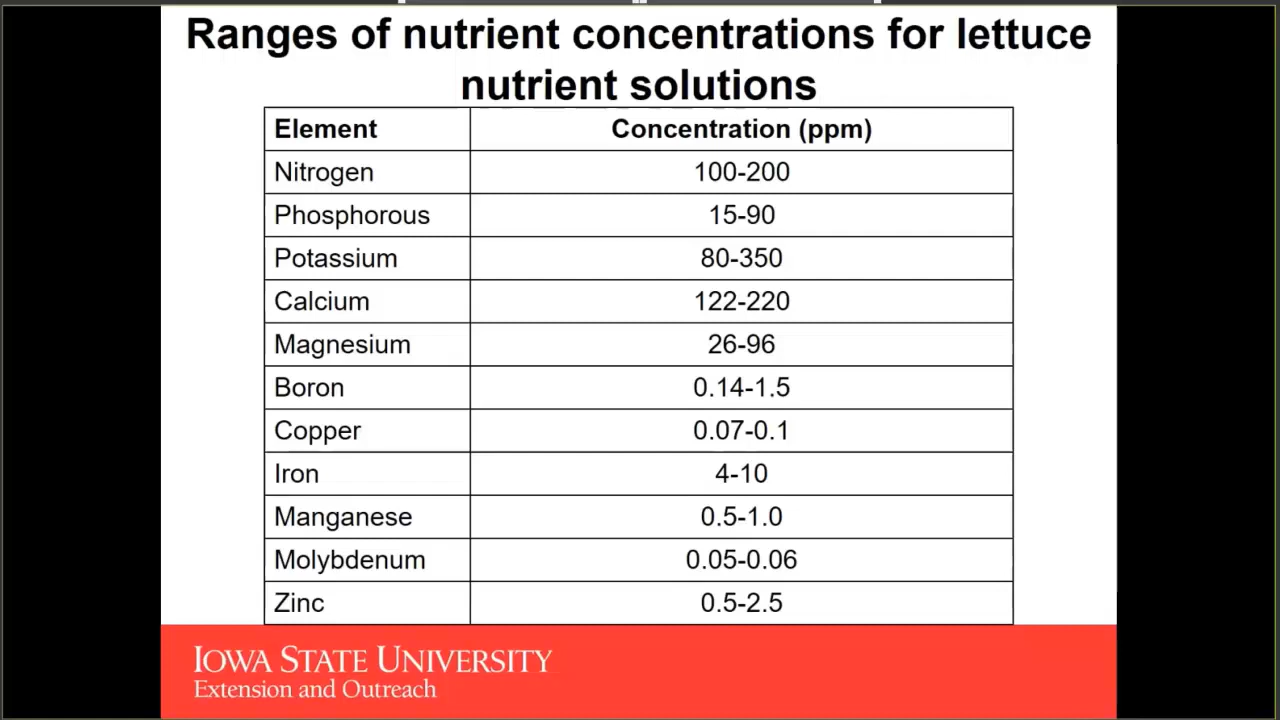 Ranges of nutrient concentrations for lettuce
nutrient solutions
Element Concentration (ppm)
Nitrogen 100-200
Phosphorous 15-90
Potassium 80-350
Calcium 122-220
Magnesium 26-96
Boron 0.14-1.5
Copper 0.07-0.1
Iron 4-10
Manganese 0.5-1.0
Molybdenum 0.05-0.06
Zinc 0.5-2.5
IOWA STATE UNIVERSITY
Extension and Outreach